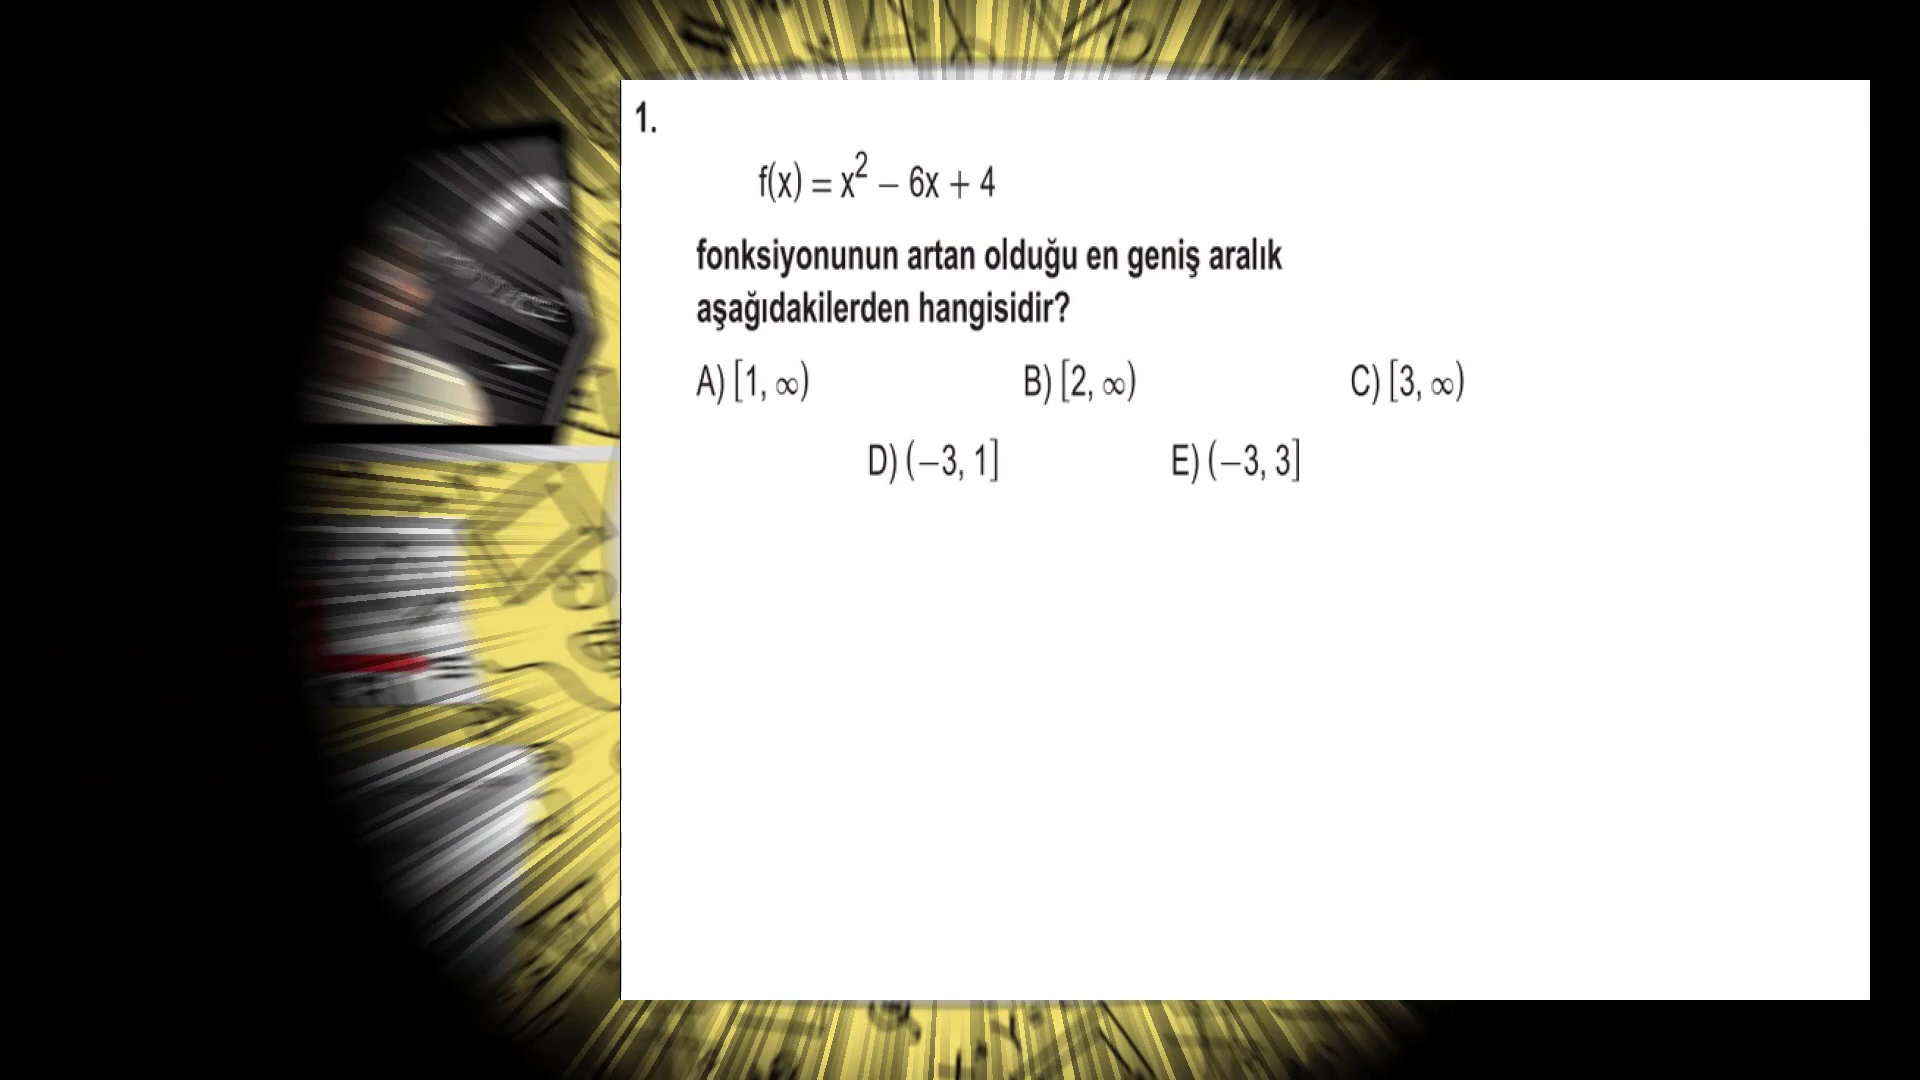 1.
f(x) = x² – 6x + 4
fonksiyonunun artan olduğu en geniş aralık
aşağıdakilerden hangisidir?
A) [1, ∞) B) [2, ∞) C) [3, ∞)
D) (–3, 1] E) (–3, 3]